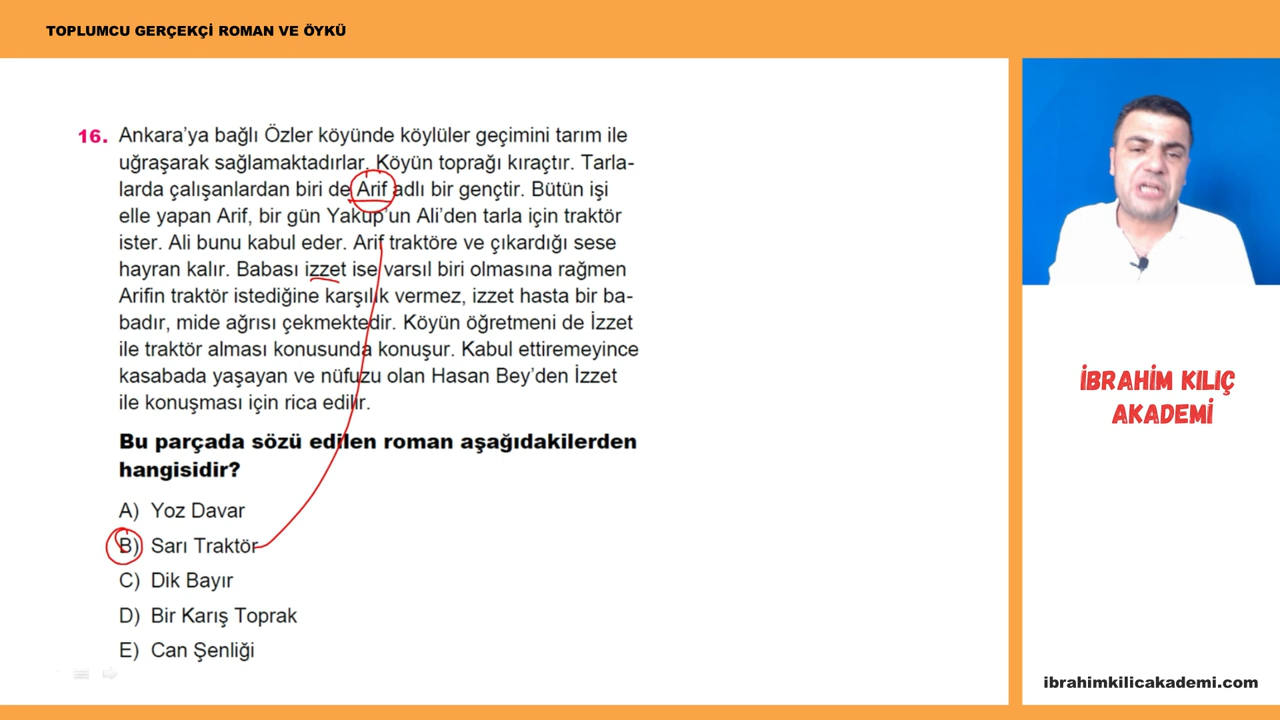 TOPLUMCU GERÇEKÇİ ROMAN VE ÖYKÜ
16. Ankara'ya bağlı Özler köyünde köylüler geçimini tarım ile
uğraşarak sağlamaktadırlar. Köyün toprağı kıraçtır. Tarla-
larda çalışanlardan biri de Arif adlı bir gençtir. Bütün işi
elle yapan Arif, bir gün Yakup'un Ali'den tarla için traktör
ister. Ali bunu kabul eder. Arif traktöre ve çıkardığı sese
hayran kalır. Babası izzet ise varsıl biri olmasına rağmen
Arifin traktör istediğine karşılık vermez, izzet hasta bir ba-
badır, mide ağrısı çekmektedir. Köyün öğretmeni de İzzet
ile traktör alması konusunda konuşur. Kabul ettiremeyince
kasabada yaşayan ve nüfuzu olan Hasan Bey'den İzzet
ile konuşması için rica edilir.
Bu parçada sözü edilen roman aşağıdakilerden
hangisidir?
A) Yoz Davar
B) Sarı Traktör
C) Dik Bayır
D) Bir Karış Toprak
E) Can Şenliği
İBRAHİM KILIÇ
AKADEMİ
ibrahimkilicakademi.com